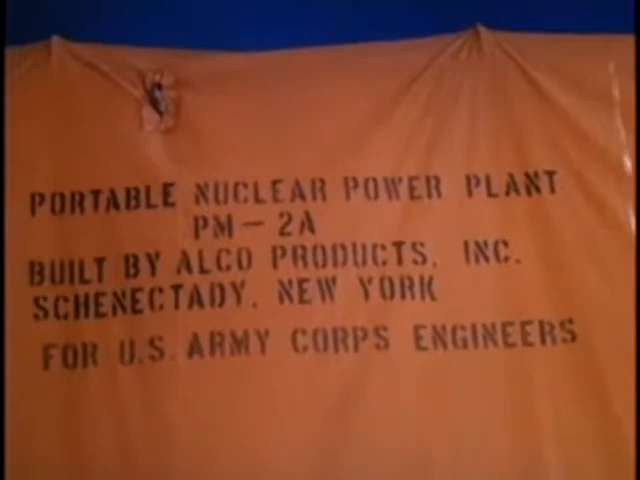 PORTABLE NUCLEAR POWER PLANT
PM-2A
BUILT BY ALCO PRODUCTS, INC.
SCHENECTADY, NEW YORK
FOR U.S. ARMY CORPS ENGINEERS